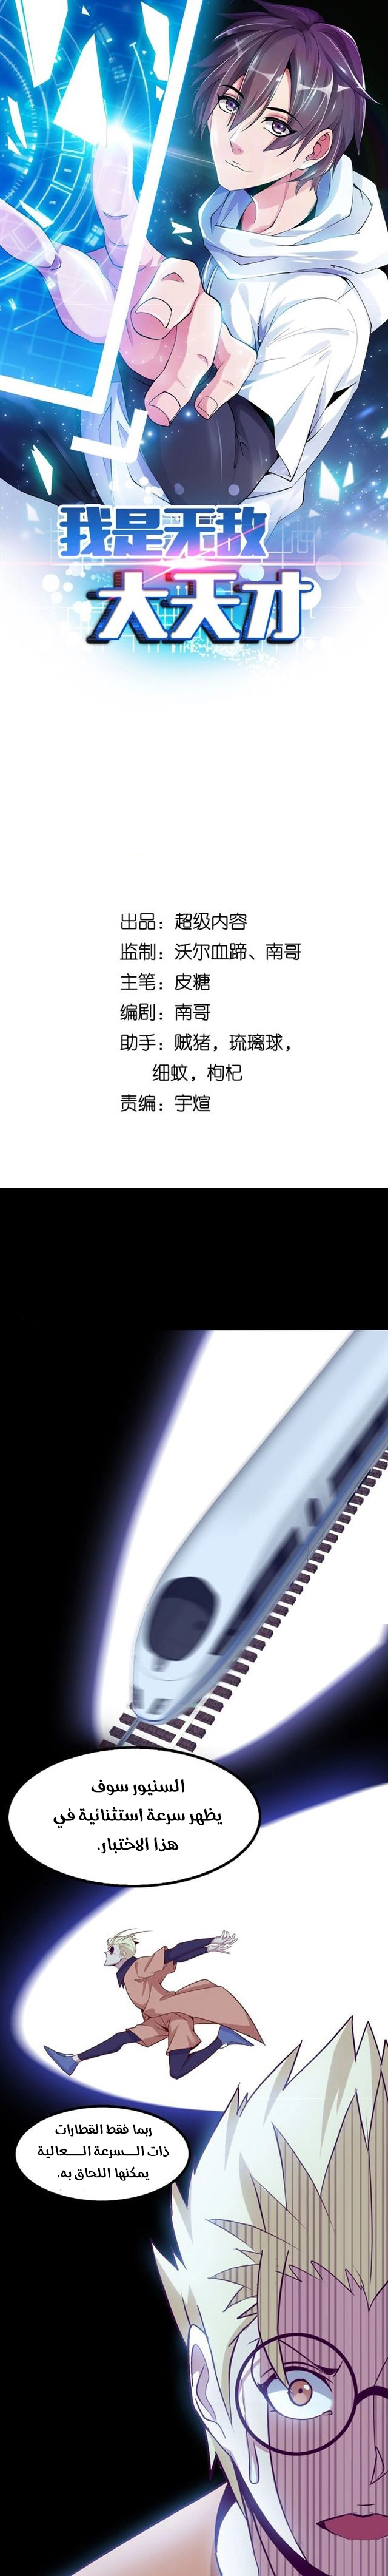 我是无敌
大天才
出品：超级内容
监制：沃尔血蹄、南哥
主笔：皮糖
编剧：南哥
助手：贼猪，琉璃球，
细蚊，枸杞
责编：宇煊
السنيور سوف
يظهر سرعة استثنائية في
هذا الاختبار.
ربما فقط القطارات
ذات الـسرعة الـعالية
يمكنها اللحاق به.